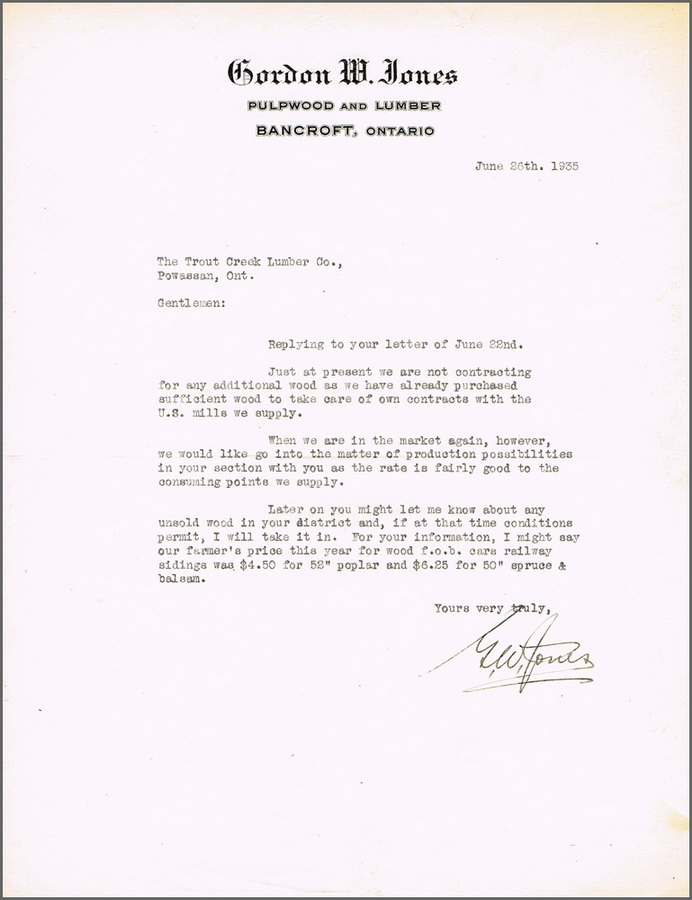 Gordon W. Jones
PULPWOOD AND LUMBER
BANCROFT, ONTARIO
June 26th. 1935
The Trout Creek Lumber Co.,
Powassan, Ont.
Gentlemen:
Replying to your letter of June 22nd.
Just at present we are not contracting
for any additional wood as we have already purchased
sufficient wood to take care of own contracts with the
U.S. mills we supply.
When we are in the market again, however,
we would like go into the matter of production possibilities
in your section with you as the rate is fairly good to the
consuming points we supply.
Later on you might let me know about any
unsold wood in your district and, if at that time conditions
permit, I will take it in. For your information, I might say
our farmer's price this year for wood f.o.b. cars railway
sidings was $4.50 for 52" poplar and $6.25 for 50" spruce &
balsam.
Yours very truly,
G.W. Jones